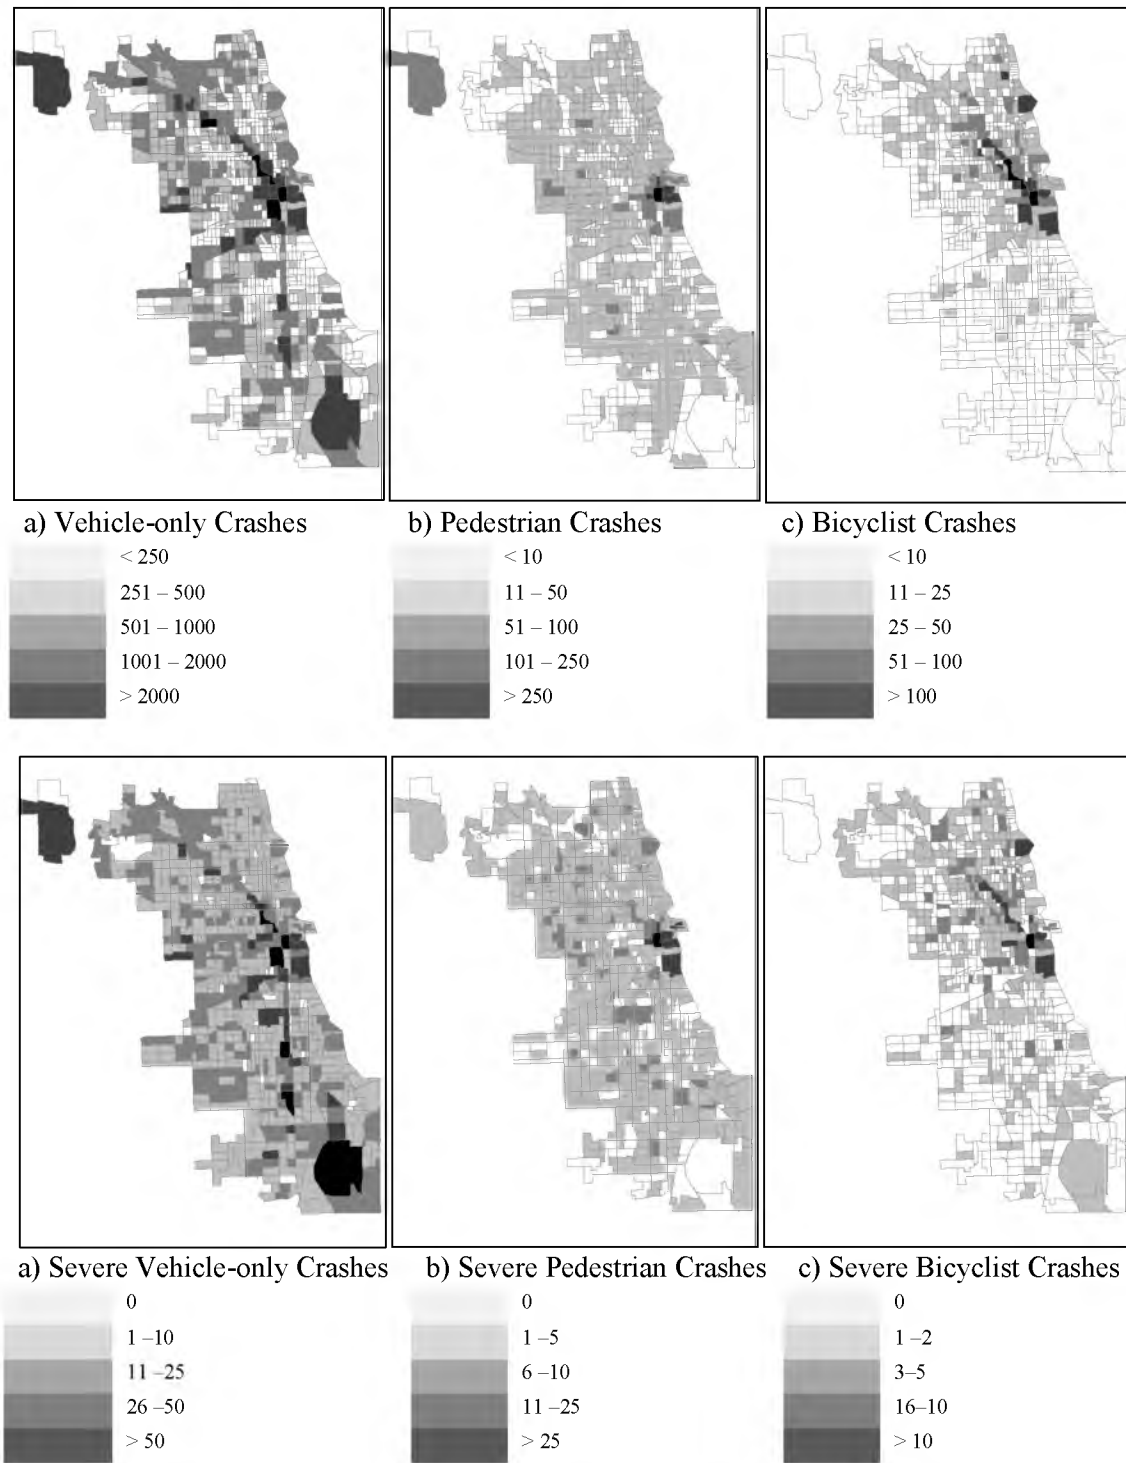 a) Vehicle-only Crashes
< 250
251 – 500
501 – 1000
1001 – 2000
> 2000
b) Pedestrian Crashes
< 10
11 – 50
51 – 100
101 – 250
> 250
c) Bicyclist Crashes
< 10
11 – 25
25 – 50
51 – 100
> 100
a) Severe Vehicle-only Crashes
0
1 –10
11 –25
26 –50
> 50
b) Severe Pedestrian Crashes
0
1 –5
6 –10
11 –25
> 25
c) Severe Bicyclist Crashes
0
1 –2
3–5
16–10
> 10